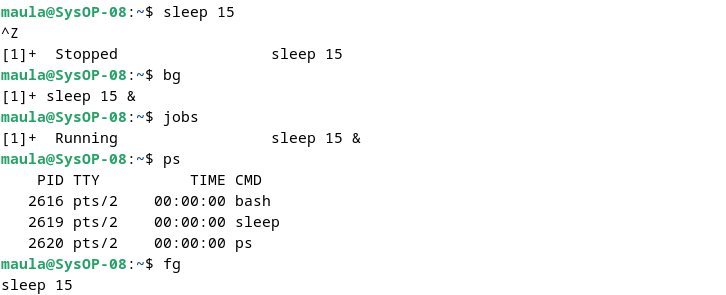 maula@SysOP-08:~$ sleep 15
^Z
[1]+  Stopped                 sleep 15
maula@SysOP-08:~$ bg
[1]+ sleep 15 &
maula@SysOP-08:~$ jobs
[1]+  Running                 sleep 15 &
maula@SysOP-08:~$ ps
    PID TTY          TIME CMD
   2616 pts/2    00:00:00 bash
   2619 pts/2    00:00:00 sleep
   2620 pts/2    00:00:00 ps
maula@SysOP-08:~$ fg
sleep 15